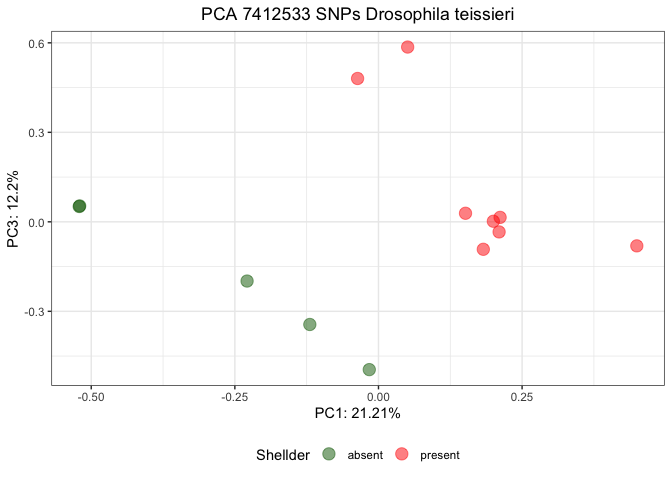 PCA 7412533 SNPs Drosophila teissieri
0.6
0.3
0.0
-0.3
PC3: 12.2%
-0.50
-0.25
0.00
0.25
PC1: 21.21%
Shellder
absent
present